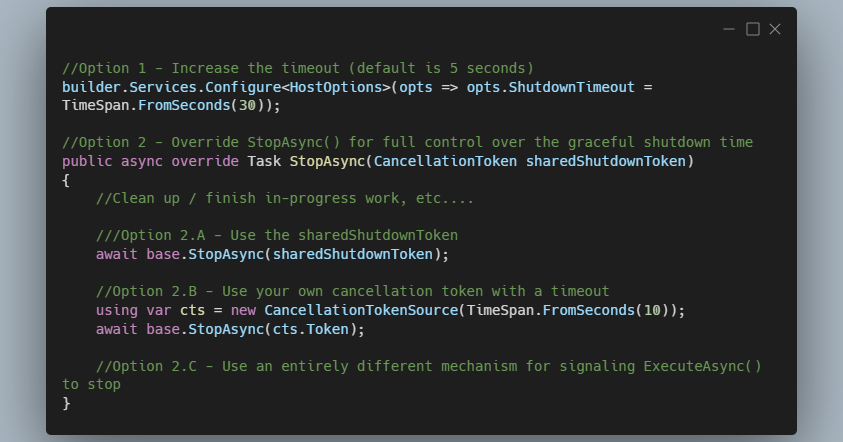 //Option 1 - Increase the timeout (default is 5 seconds)
builder.Services.Configure<HostOptions>(opts => opts.ShutdownTimeout =
TimeSpan.FromSeconds(30));
//Option 2 - Override StopAsync() for full control over the graceful shutdown time
public async override Task StopAsync(CancellationToken sharedShutdownToken)
{
    //Clean up / finish in-progress work, etc....
    ///Option 2.A - Use the sharedShutdownToken
    await base.StopAsync(sharedShutdownToken);
    //Option 2.B - Use your own cancellation token with a timeout
    using var cts = new CancellationTokenSource(TimeSpan.FromSeconds(10));
    await base.StopAsync(cts.Token);
    //Option 2.C - Use an entirely different mechanism for signaling ExecuteAsync()
to stop
}